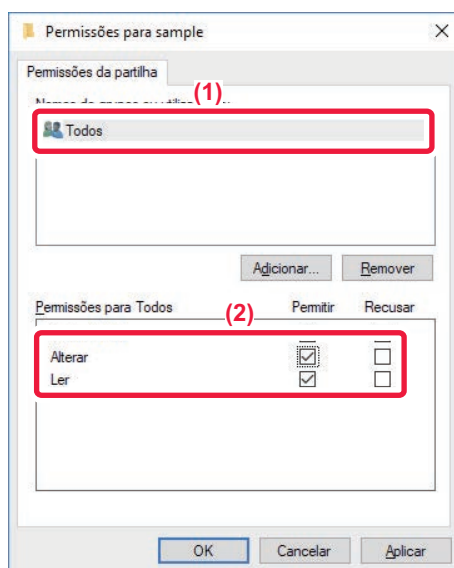 Permissões para sample
Permissões da partilha
(1)
Todos
Adicionar... Remover
Permissões para Todos (2) Permitir Recusar
Alterar
Ler
OK Cancelar Aplicar